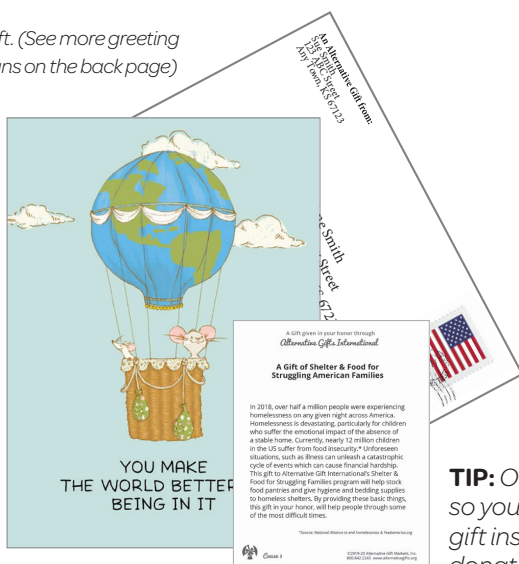 ft. (See more greeting
ns on the back page)
An Alternative Gift from:
Sue Smith
123 ABC Street
Any Town, KS 67123
Smith
Street
672
YOU MAKE
THE WORLD BETTER
BEING IN IT
A Gift given in your honor through
Alternative Gifts International
A Gift of Shelter & Food for
Struggling American Families
In 2018, over half a million people were experiencing
homelessness on any given night across America.
Homelessness is devastating, particularly for children
who suffer the emotional impact of the absence of
a stable home. Currently, nearly 12 million children
in the US suffer from food insecurity.* Unforeseen
situations, such as illness can unleash a catastrophic
cycle of events which can cause financial hardship.
This gift to Alternative Gift International's Shelter &
Food for Struggling Families program will help stock
food pantries and give hygiene and bedding supplies
to homeless shelters. By providing these basic things,
this gift in your honor, will help people through some
of the most difficult times.
*Source: National Alliance to end homelessness & feedamerica.org
Cause 1
©2019-20 Alternative Gift Markets, Inc.
800.842.2243 www.alternativegifts.org
TIP: O
so you
gift ins
donat